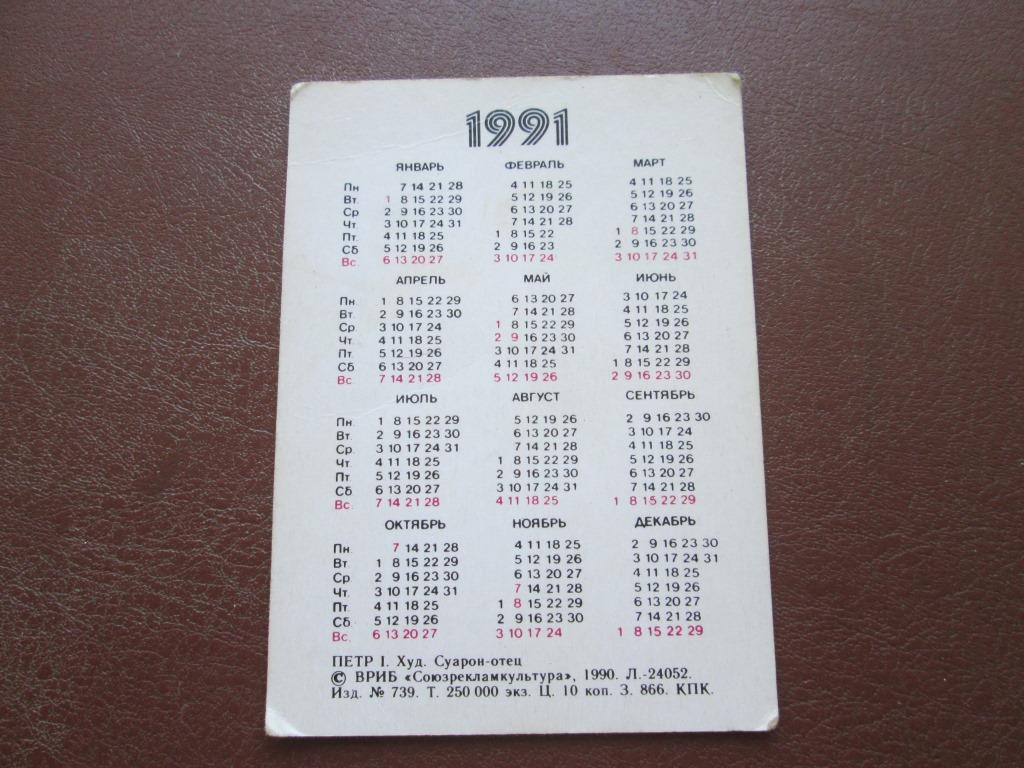 1991
ЯНВАРЬ ФЕВРАЛЬ МАРТ
Пн. 7 14 21 28 4 11 18 25 4 11 18 25
Вт. 1 8 15 22 29 5 12 19 26 5 12 19 26
Ср. 2 9 16 23 30 6 13 20 27 6 13 20 27
Чт. 3 10 17 24 31 7 14 21 28 7 14 21 28
Пт. 4 11 18 25 1 8 15 22 1 8 15 22 29
Сб. 5 12 19 26 2 9 16 23 2 9 16 23 30
Вс. 6 13 20 27 3 10 17 24 3 10 17 24 31
АПРЕЛЬ МАЙ ИЮНЬ
Пн. 1 8 15 22 29 6 13 20 27 3 10 17 24
Вт. 2 9 16 23 30 7 14 21 28 4 11 18 25
Ср. 3 10 17 24 1 8 15 22 29 5 12 19 26
Чт. 4 11 18 25 2 9 16 23 30 6 13 20 27
Пт. 5 12 19 26 3 10 17 24 31 7 14 21 28
Сб. 6 13 20 27 4 11 18 25 1 8 15 22 29
Вс. 7 14 21 28 5 12 19 26 2 9 16 23 30
ИЮЛЬ АВГУСТ СЕНТЯБРЬ
Пн. 1 8 15 22 29 5 12 19 26 2 9 16 23 30
Вт. 2 9 16 23 30 6 13 20 27 3 10 17 24
Ср. 3 10 17 24 31 7 14 21 28 4 11 18 25
Чт. 4 11 18 25 1 8 15 22 29 5 12 19 26
Пт. 5 12 19 26 2 9 16 23 30 6 13 20 27
Сб. 6 13 20 27 3 10 17 24 31 7 14 21 28
Вс. 7 14 21 28 4 11 18 25 1 8 15 22 29
ОКТЯБРЬ НОЯБРЬ ДЕКАБРЬ
Пн. 7 14 21 28 4 11 18 25 2 9 16 23 30
Вт. 1 8 15 22 29 5 12 19 26 3 10 17 24 31
Ср. 2 9 16 23 30 6 13 20 27 4 11 18 25
Чт. 3 10 17 24 31 7 14 21 28 5 12 19 26
Пт. 4 11 18 25 1 8 15 22 29 6 13 20 27
Сб. 5 12 19 26 2 9 16 23 30 7 14 21 28
Вс. 6 13 20 27 3 10 17 24 1 8 15 22 29
ПЕТР I. Худ. Суарон-отец
© ВРИБ «Союзрекламкультура», 1990. Л.-24052.
Изд. № 739. Т. 250 000 экз. Ц. 10 коп. З. 866. КПК.